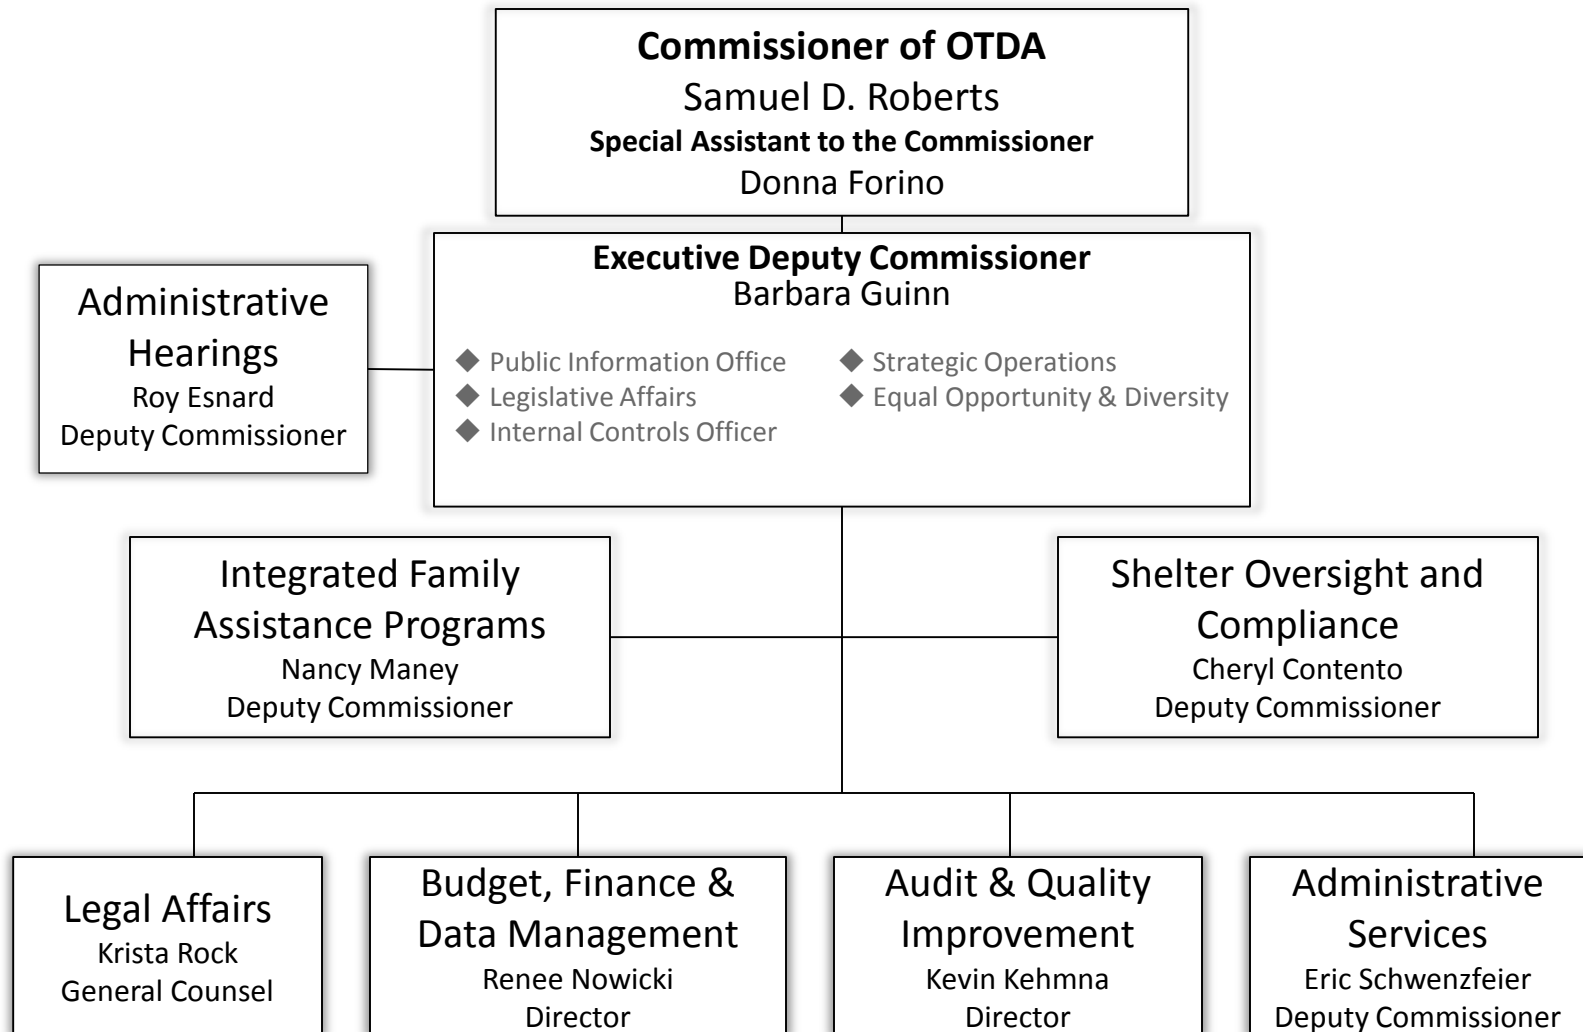 Commissioner of OTDA
Samuel D. Roberts
Special Assistant to the Commissioner
Donna Forino
Executive Deputy Commissioner
Barbara Guinn
◆ Public Information Office
◆ Legislative Affairs
◆ Internal Controls Officer
◆ Strategic Operations
◆ Equal Opportunity & Diversity
Administrative
Hearings
Roy Esnard
Deputy Commissioner
Integrated Family
Assistance Programs
Nancy Maney
Deputy Commissioner
Shelter Oversight and
Compliance
Cheryl Contento
Deputy Commissioner
Legal Affairs
Krista Rock
General Counsel
Budget, Finance &
Data Management
Renee Nowicki
Director
Audit & Quality
Improvement
Kevin Kehmna
Director
Administrative
Services
Eric Schwenzfeier
Deputy Commissioner